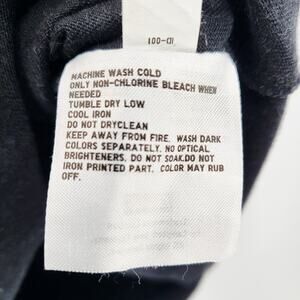 100-
MACHINE WASH COLD
ONLY NON-CHLORINE BLEACH WHEN
NEEDED
TUMBLE DRY LOW
COOL IRON
DO NOT DRYCLEAN
KEEP AWAY FROM FIRE. WASH DARK
COLORS SEPARATELY. NO OPTICAL
BRIGHTENERS. DO NOT SOAK.DO NOT
IRON PRINTED PART. COLOR MAY RUB
OFF.